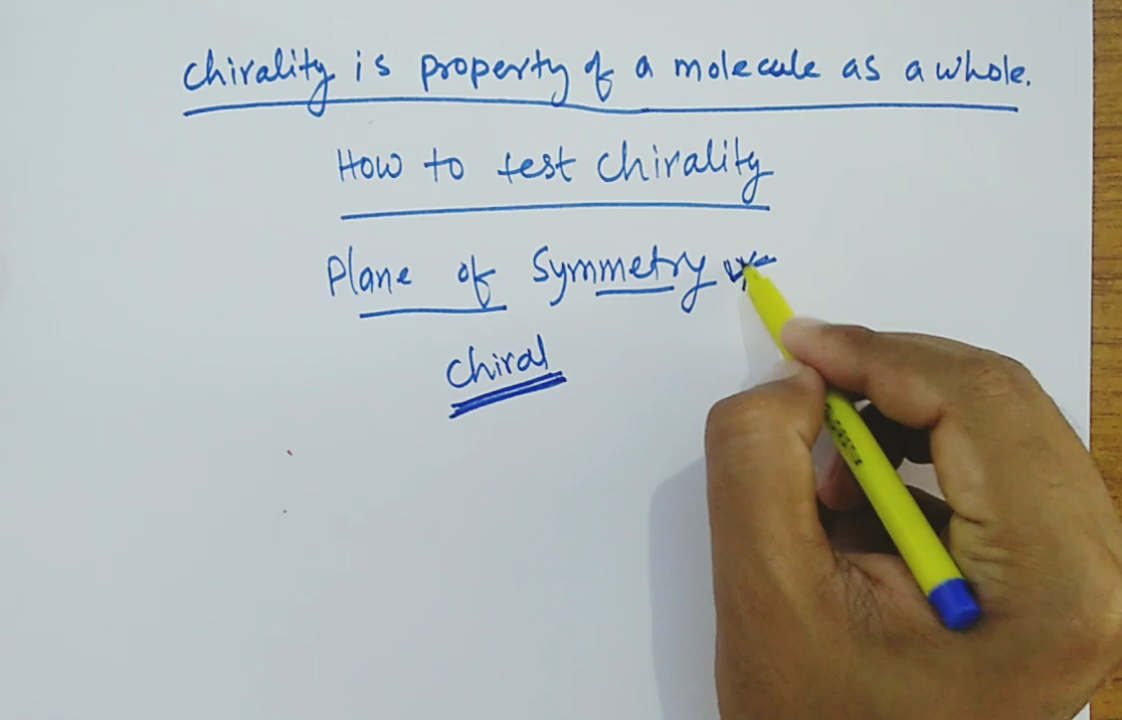 Chirality is property of a molecule as a whole.
How to test Chirality
Plane of Symmetry
Chiral